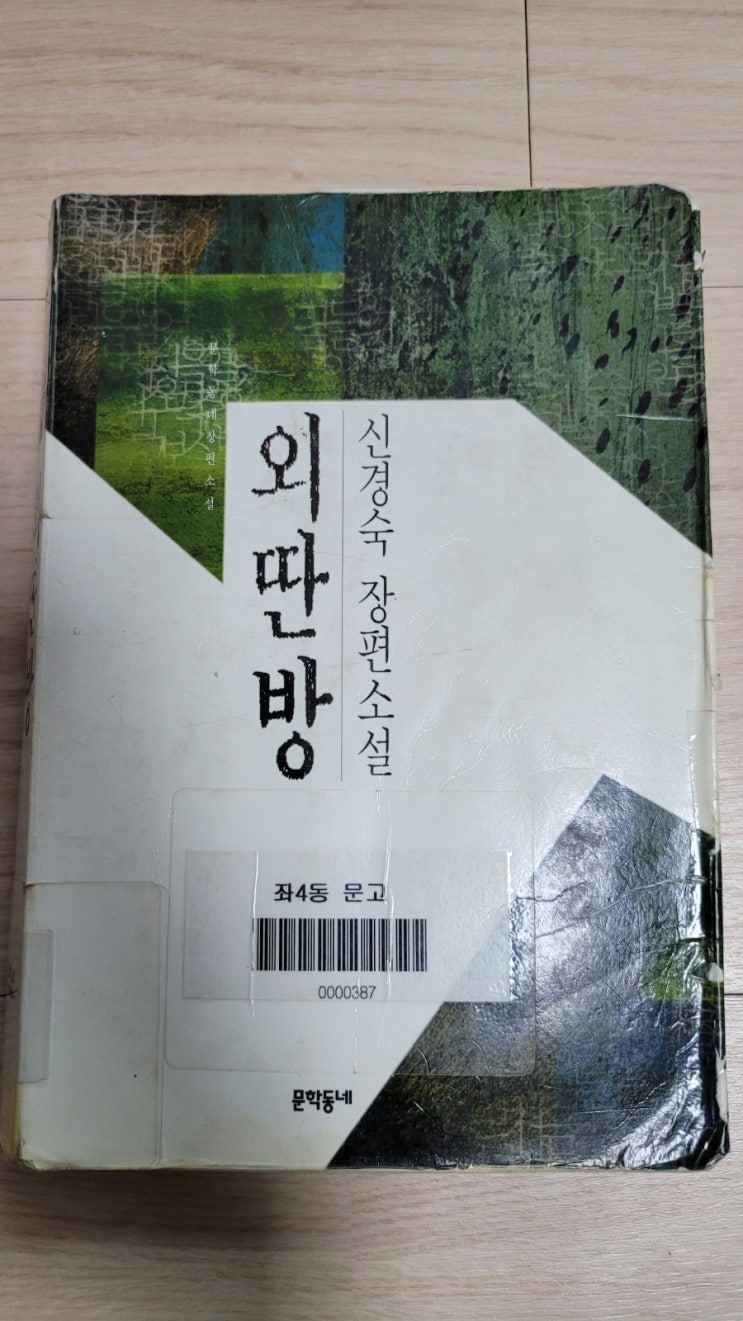 문학동네장편소설
외딴방
신경숙 장편소설
좌4동 문고
0000387
문학동네